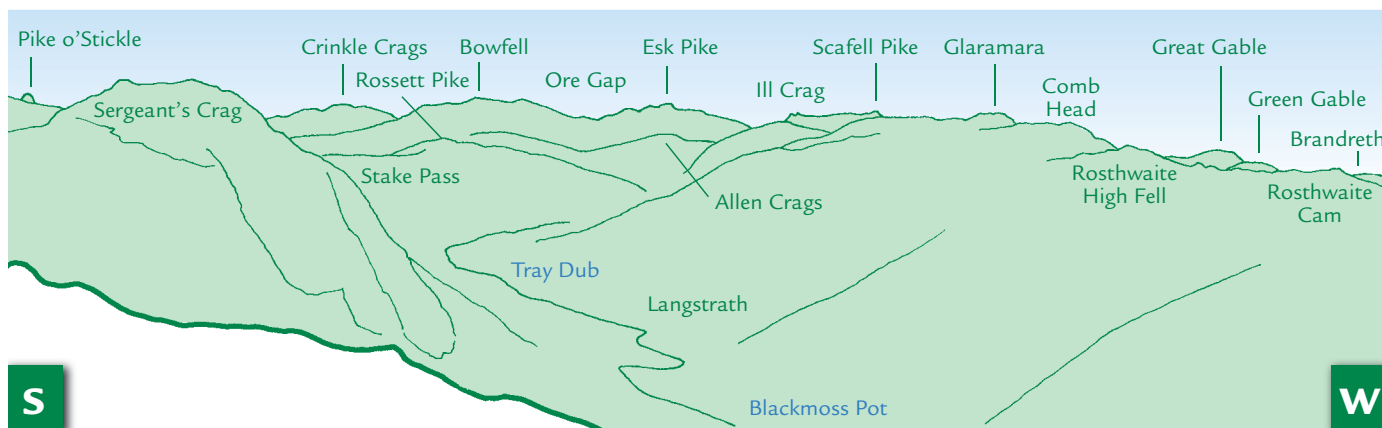 Pike o’Stickle
Crinkle Crags
Bowfell
Esk Pike
Scafell Pike
Glaramara
Great Gable
Rossett Pike
Ore Gap
Ill Crag
Comb
Head
Green Gable
Sergeant’s Crag
Brandreth
Stake Pass
Allen Crags
Rosthwaite
High Fell
Rosthwaite
Cam
Tray Dub
Langstrath
Blackmoss Pot
S
W